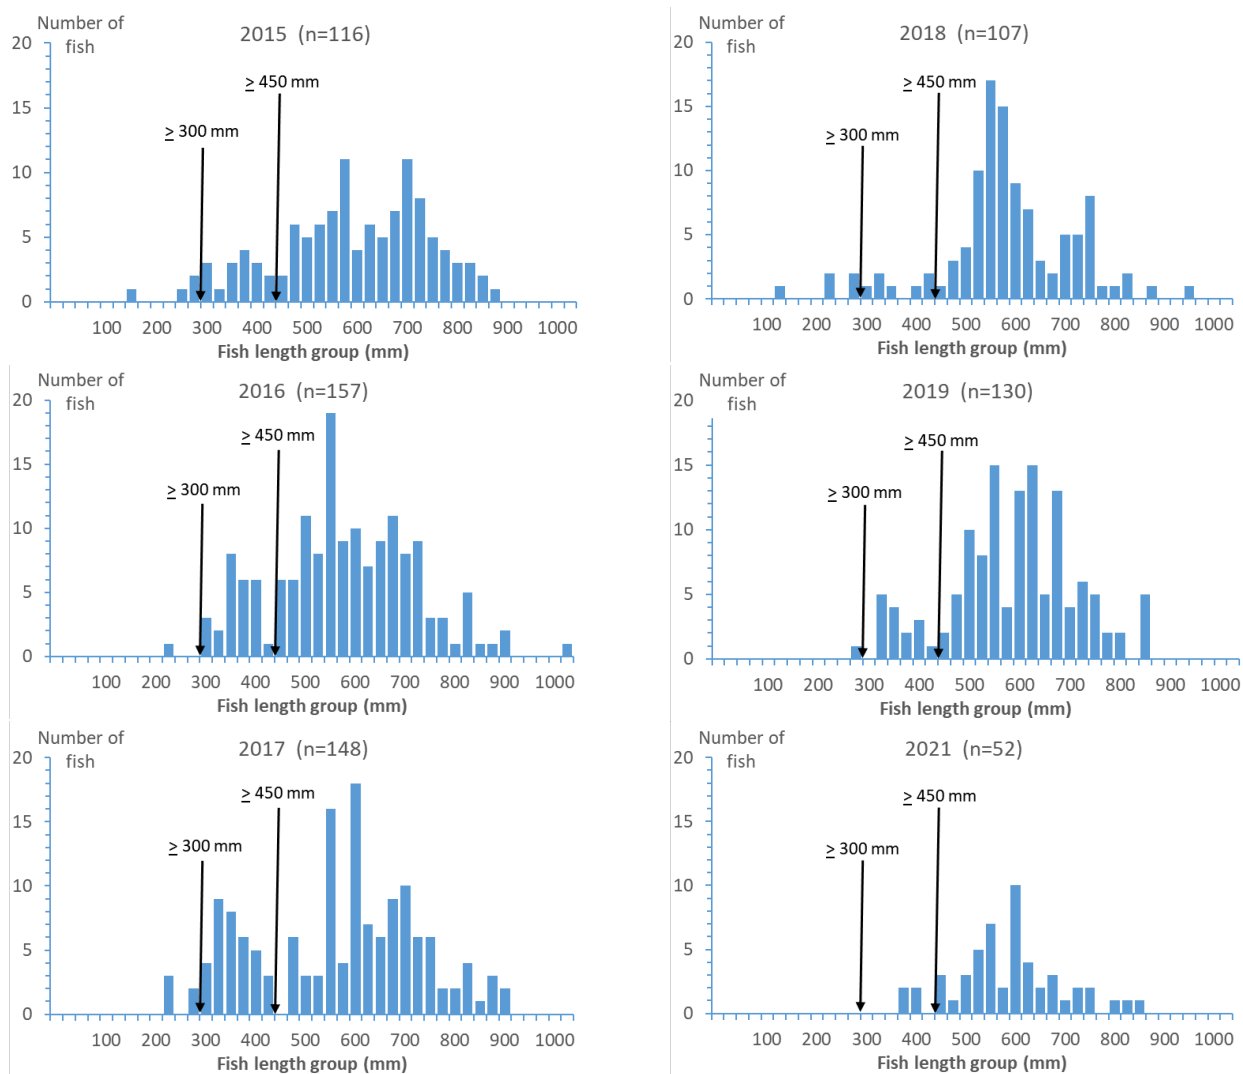 Number of
fish
2015 (n=116)
20
15
10
5
0
≥ 300 mm
≥ 450 mm
100 200 300 400 500 600 700 800 900 1000
Fish length group (mm)
Number of
fish
2018 (n=107)
20
15
10
5
0
≥ 300 mm
≥ 450 mm
100 200 300 400 500 600 700 800 900 1000
Fish length group (mm)
Number of
fish
2016 (n=157)
20
15
10
5
0
≥ 300 mm
≥ 450 mm
100 200 300 400 500 600 700 800 900 1000
Fish length group (mm)
Number of
fish
2019 (n=130)
20
15
10
5
0
≥ 300 mm
≥ 450 mm
100 200 300 400 500 600 700 800 900 1000
Fish length group (mm)
Number of
fish
2017 (n=148)
20
15
10
5
0
≥ 300 mm
≥ 450 mm
100 200 300 400 500 600 700 800 900 1000
Fish length group (mm)
Number of
fish
2021 (n=52)
20
15
10
5
0
≥ 300 mm
≥ 450 mm
100 200 300 400 500 600 700 800 900 1000
Fish length group (mm)